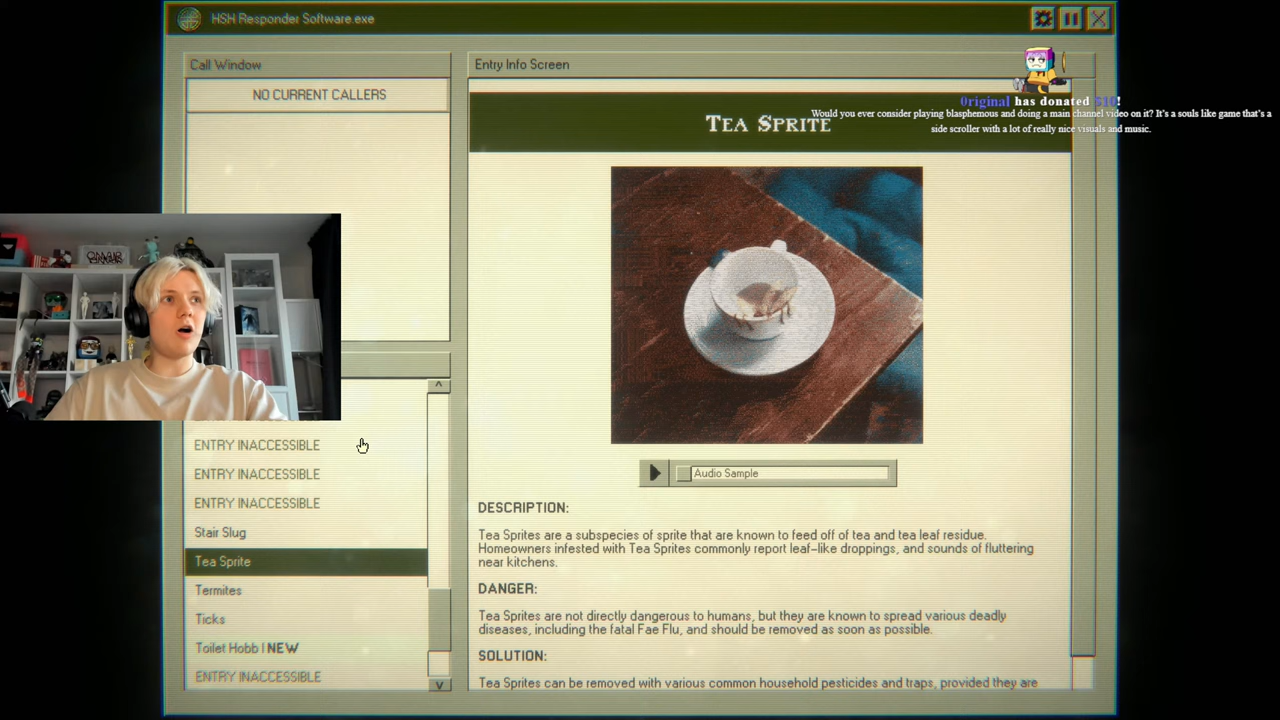 HSH Responder Software.exe
Call Window
NO CURRENT CALLERS
Entry Info Screen
Original has donated $10!
Would you ever consider playing blasphemous and doing a main channel video on it? It's a souls like game that's a
side scroller with a lot of really nice visuals and music.
TEA SPRITE
Audio Sample
ENTRY INACCESSIBLE
ENTRY INACCESSIBLE
ENTRY INACCESSIBLE
Stair Slug
Tea Sprite
Termites
Ticks
Toilet Hobb | NEW
ENTRY INACCESSIBLE
DESCRIPTION:
Tea Sprites are a subspecies of sprite that are known to feed off of tea and tea leaf residue.
Homeowners infested with Tea Sprites commonly report leaf-like droppings, and sounds of fluttering
near kitchens.
DANGER:
Tea Sprites are not directly dangerous to humans, but they are known to spread various deadly
diseases, including the fatal Fae Flu, and should be removed as soon as possible.
SOLUTION:
Tea Sprites can be removed with various common household pesticides and traps, provided they are